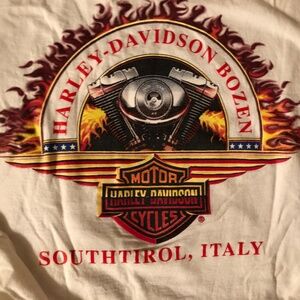 HARLEY-DAVIDSON BOZEN
MOTOR
HARLEY-DAVIDSON
CYCLES
®
SOUTHTIROL, ITALY